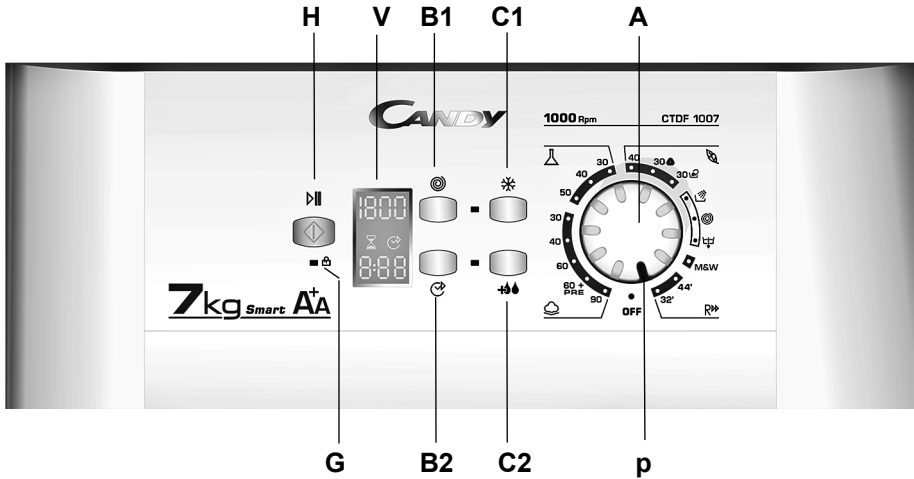 H V B1 C1 A
CANDY
1000 Rpm CTDF 1007
30 40 30 30
40
50
1800
30
40
60
60 +
PRE
90
8:88
M&W
44'
32'
OFF
R
7kg Smart A+A
G B2 C2 p